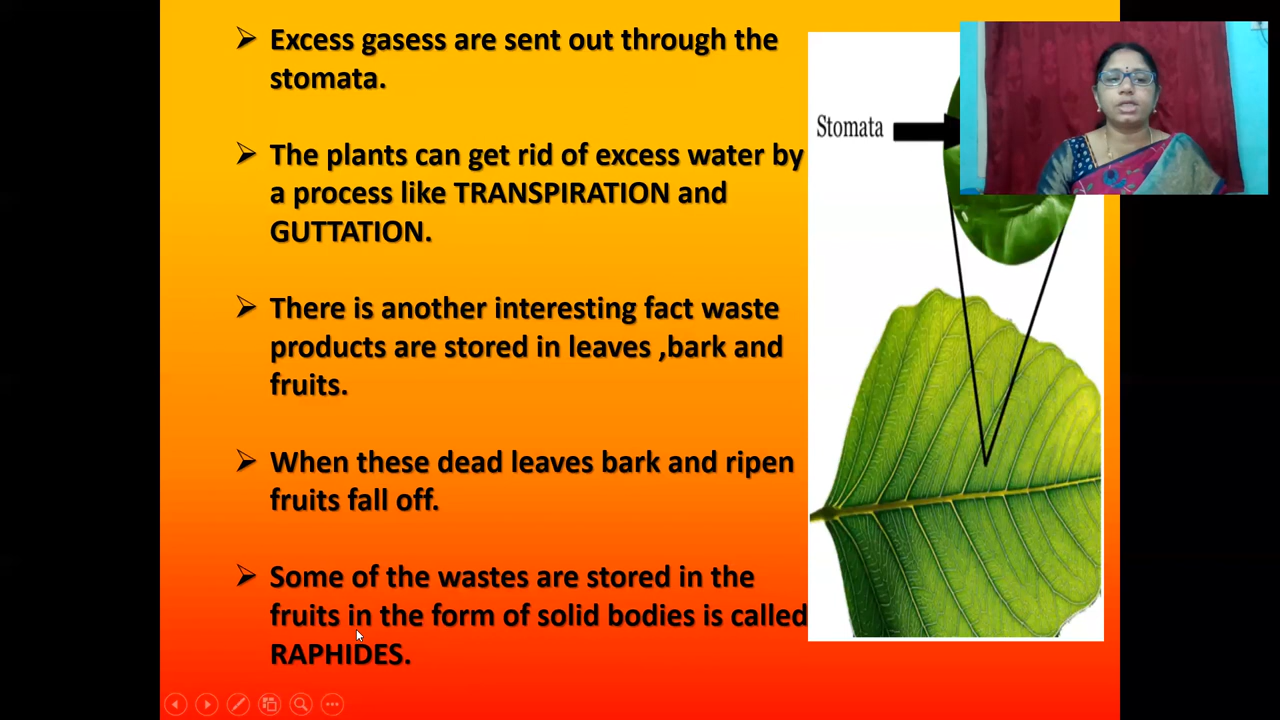 Excess gasess are sent out through the
stomata.
The plants can get rid of excess water by
a process like TRANSPIRATION and
GUTTATION.
There is another interesting fact waste
products are stored in leaves ,bark and
fruits.
When these dead leaves bark and ripen
fruits fall off.
Some of the wastes are stored in the
fruits in the form of solid bodies is called
RAPHIDES.
Stomata